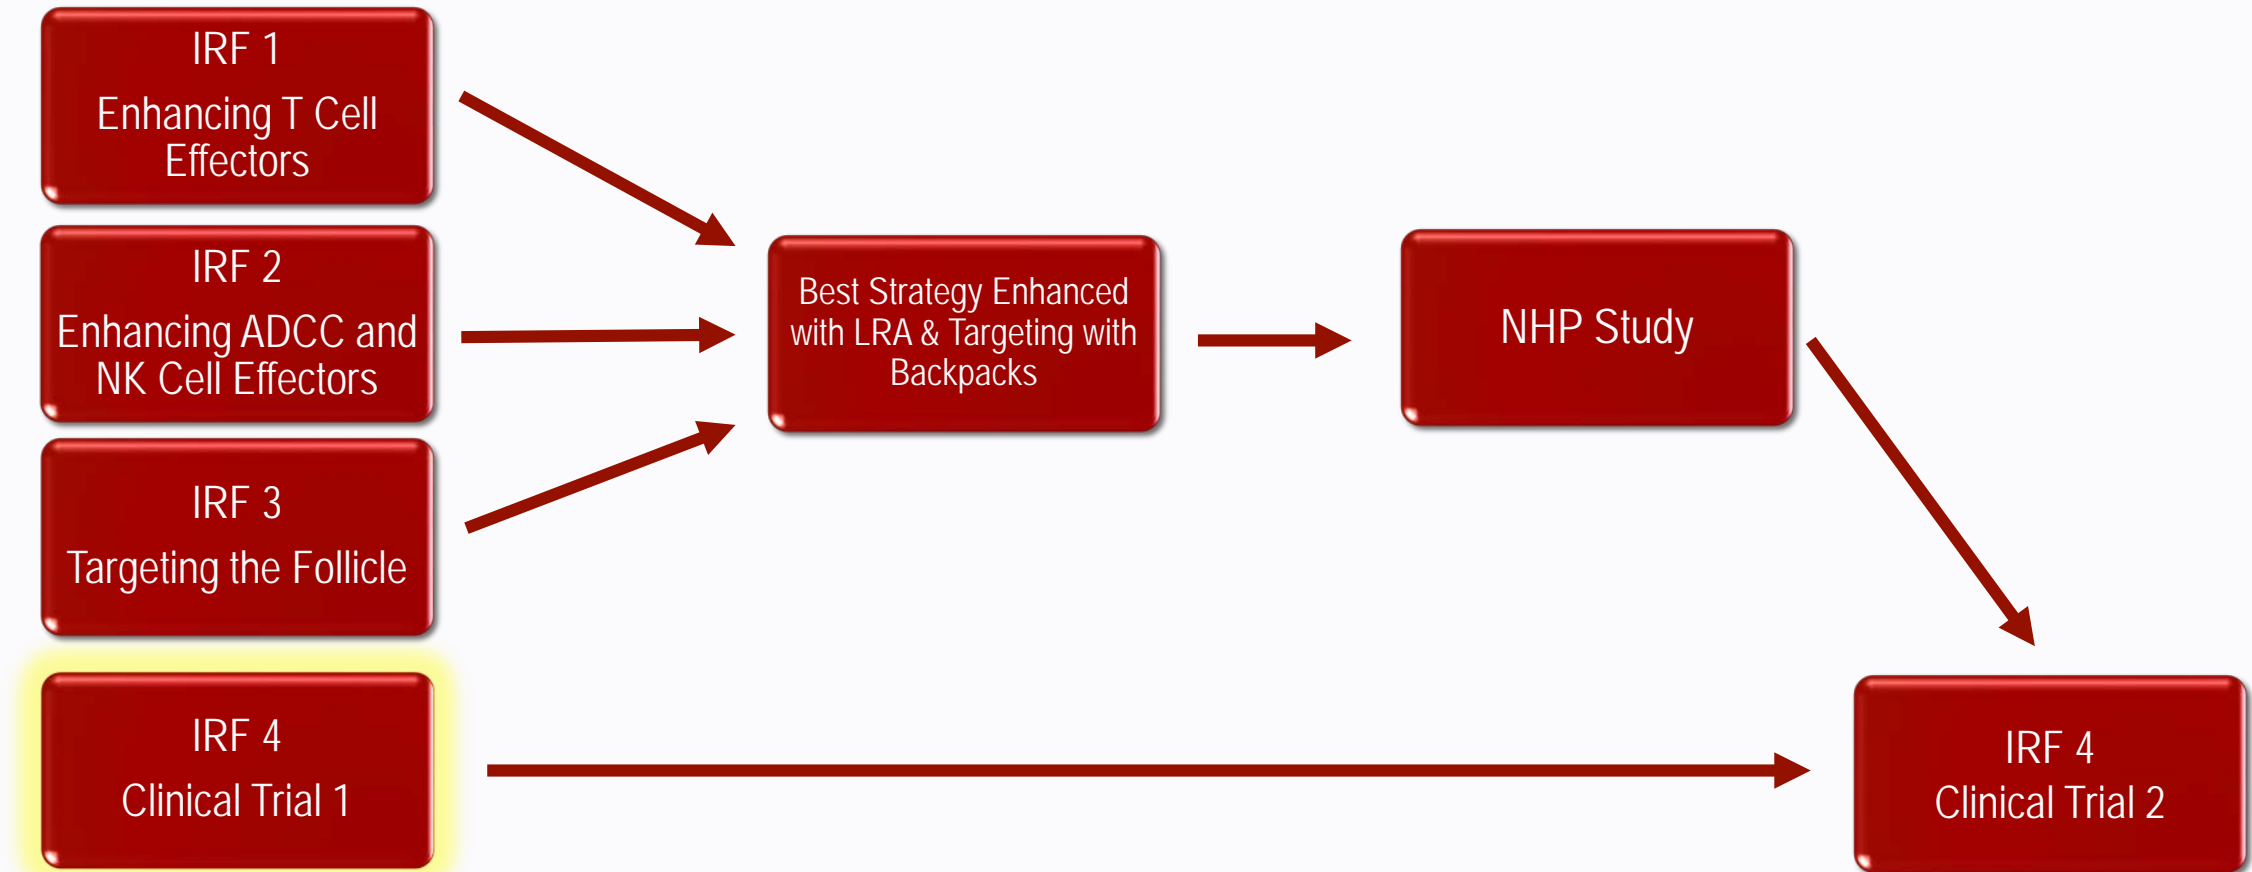 IRF 1
Enhancing T Cell
Effectors
IRF 2
Enhancing ADCC and
NK Cell Effectors
IRF 3
Targeting the Follicle
IRF 4
Clinical Trial 1
Best Strategy Enhanced
with LRA & Targeting with
Backpacks
NHP Study
IRF 4
Clinical Trial 2